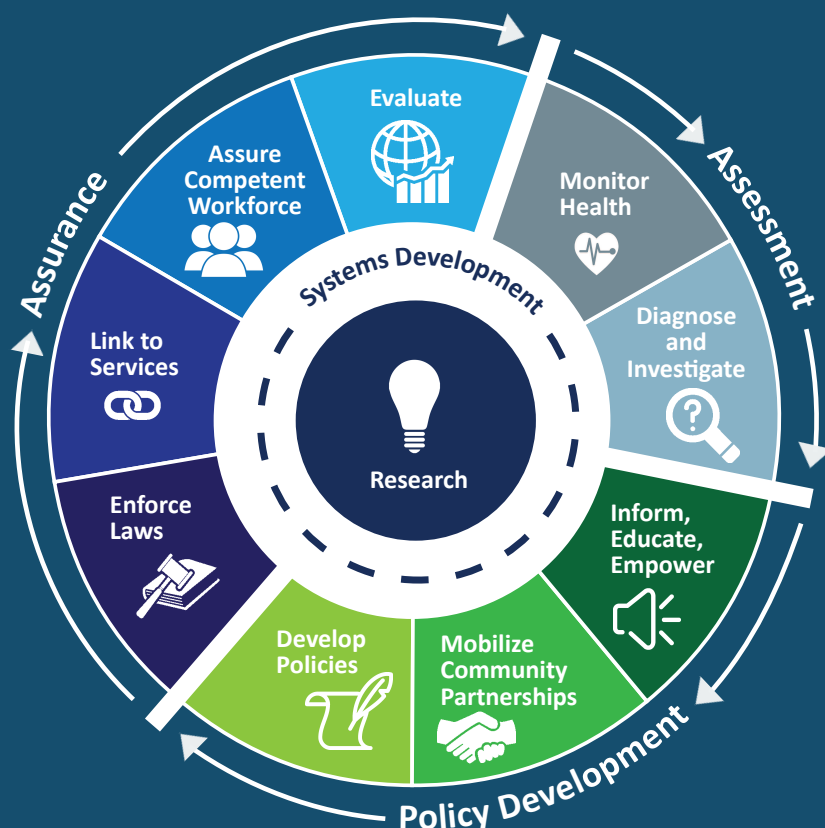 Assessment
Monitor
Health
Diagnose
and
Investigate
Policy Development
Inform,
Educate,
Empower
Mobilize
Community
Partnerships
Develop
Policies
Assurance
Enforce
Laws
Link to
Services
Assure
Competent
Workforce
Evaluate
Systems Development
?
Research